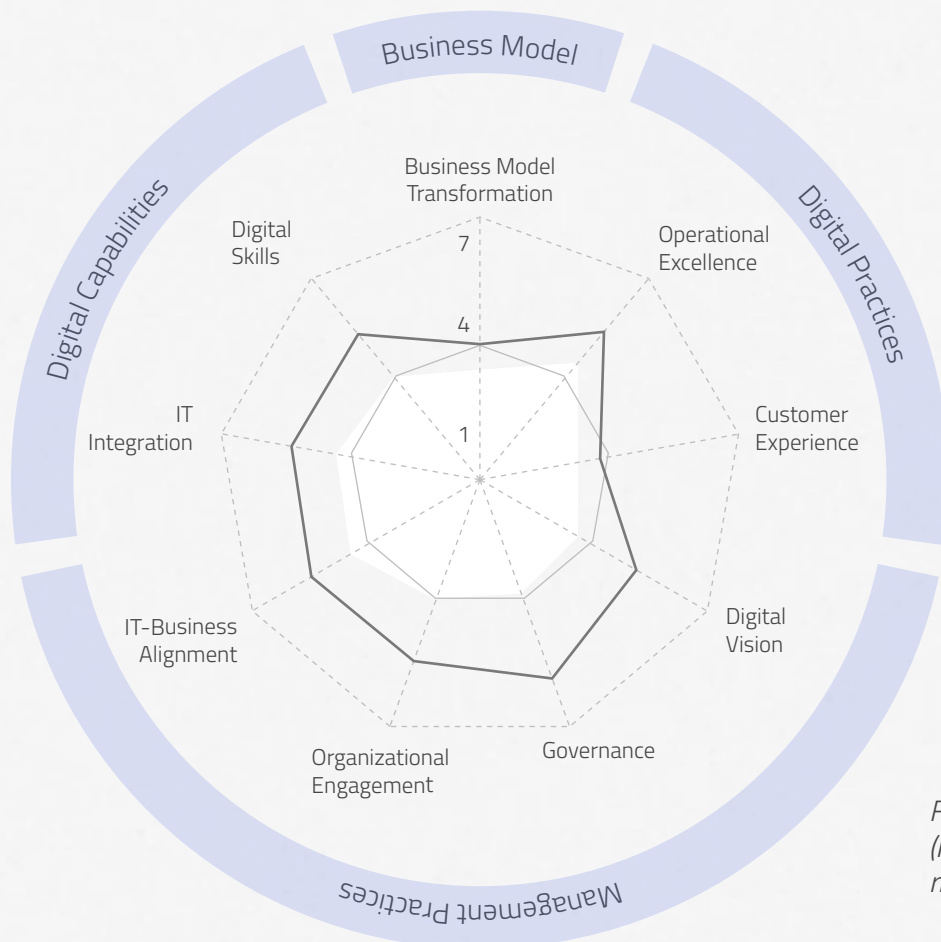 Business Model
Digital Capabilities
Digital Practices
Business Model
Transformation
Digital
Skills
Operational
Excellence
7
4
1
IT
Integration
Customer
Experience
IT-Business
Alignment
Digital
Vision
Organizational
Engagement
Governance
Management Practices